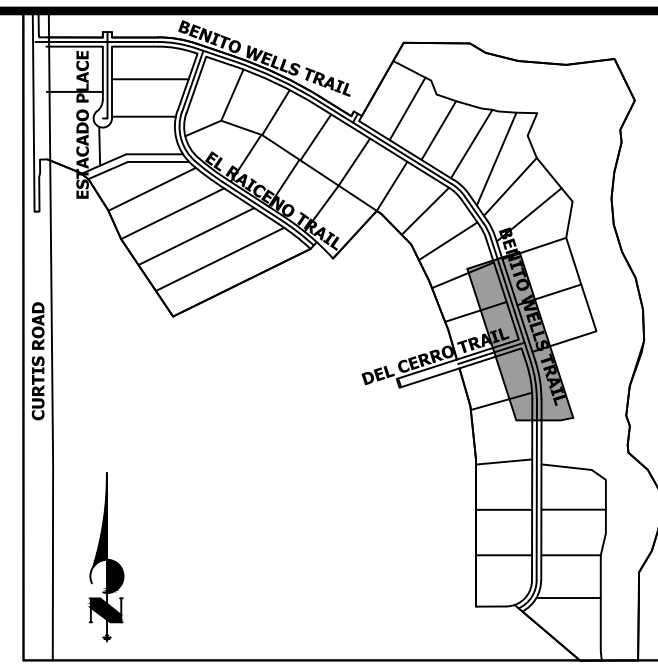 BENITO WELLS TRAIL
ESTACADO PLACE
EL RAICENO TRAIL
BENITO WELLS TRAIL
DEL CERRO TRAIL
CURTIS ROAD
N